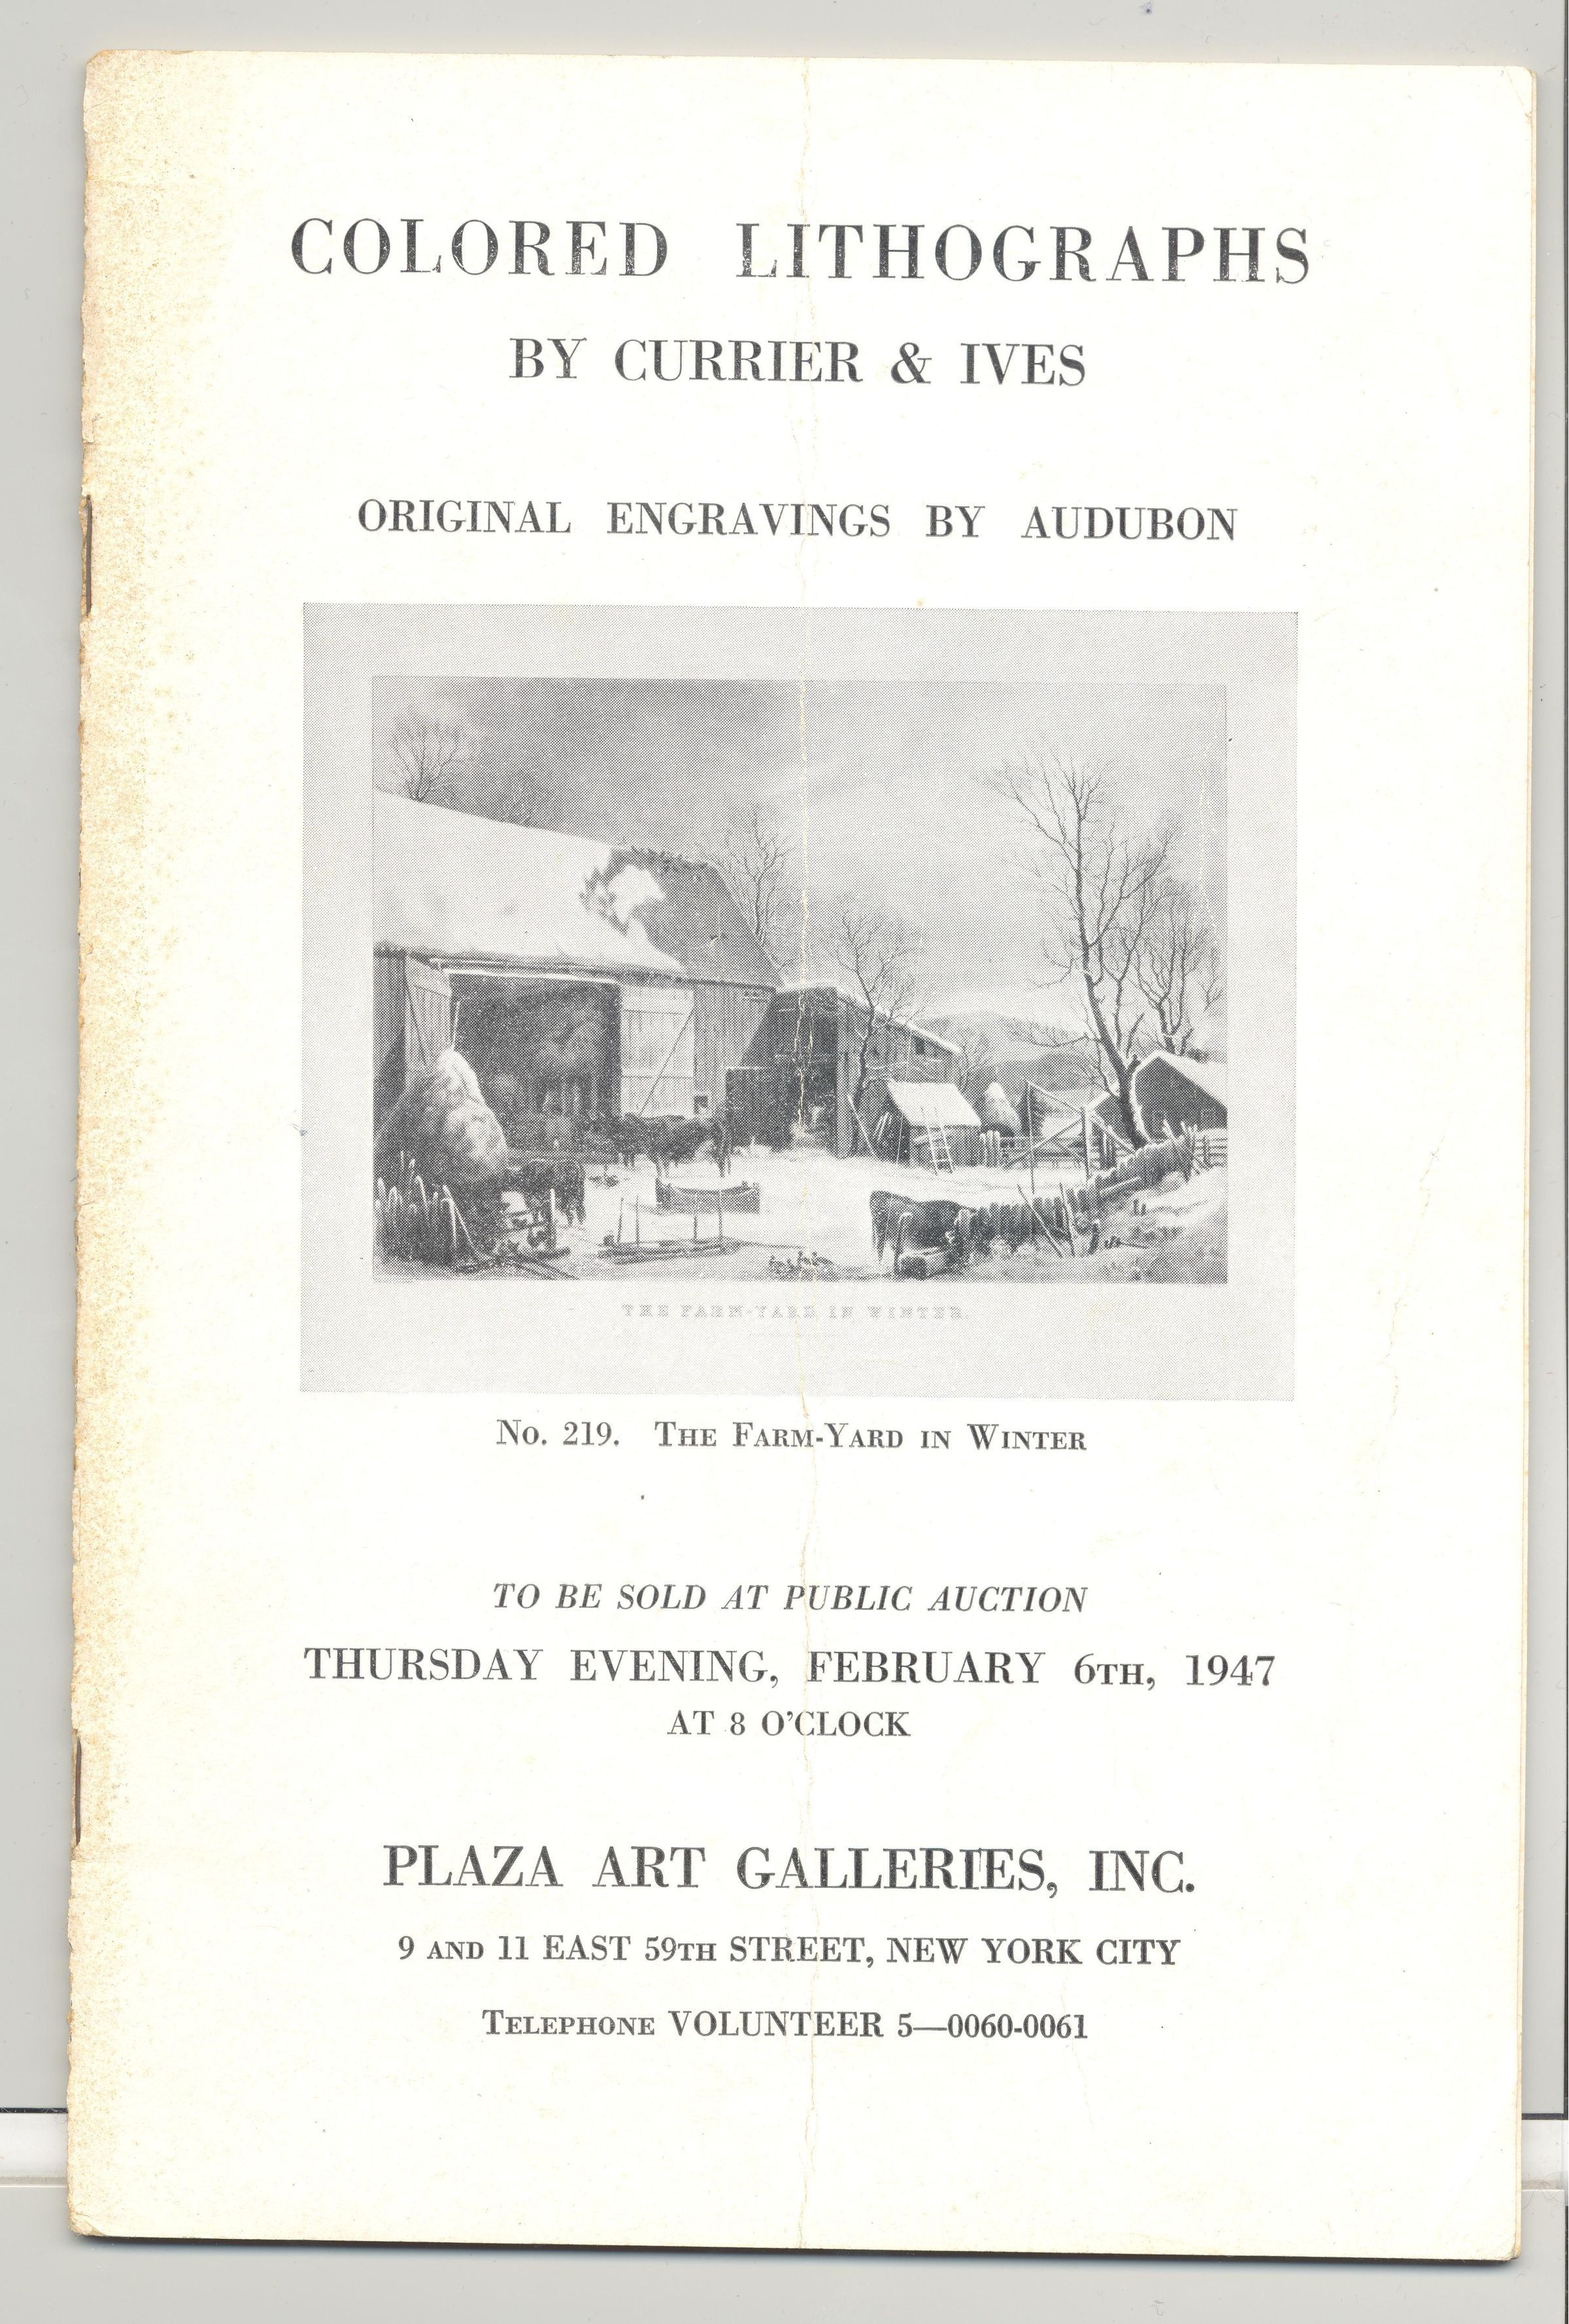 COLORED LITHOGRAPHS
BY CURRIER & IVES
ORIGINAL ENGRAVINGS BY AUDUBON
THE FARM-YARD IN WINTER.
No. 219. The Farm-Yard in Winter
TO BE SOLD AT PUBLIC AUCTION
THURSDAY EVENING, FEBRUARY 6TH, 1947
AT 8 O'CLOCK
PLAZA ART GALLERIES, INC.
9 AND 11 EAST 59TH STREET, NEW YORK CITY
Telephone VOLUNTEER 5—0060-0061